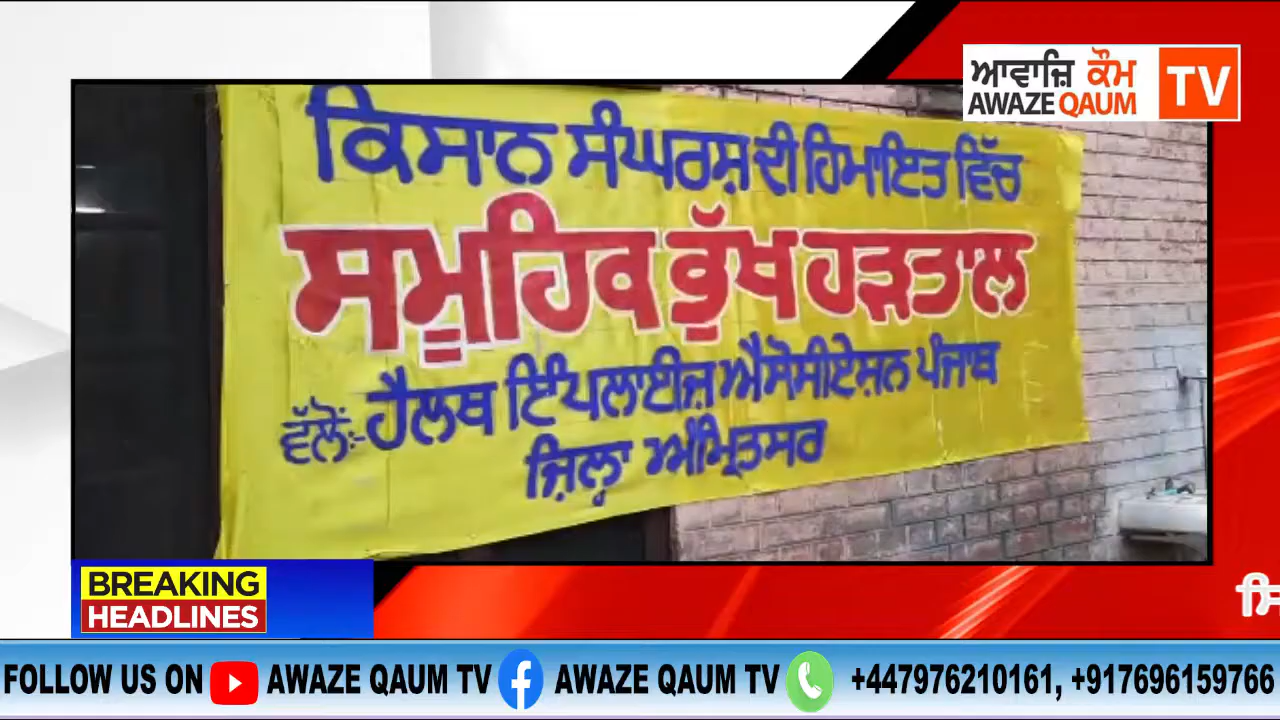 ਆਵਾਜ਼ਿ ਕੌਮ
AWAZE QAUM TV
ਕਿਸਾਨ ਸੰਘਰਸ਼ ਦੀ ਹਿਮਾਇਤ ਵਿੱਚ
ਸਮੂਹਿਕ ਭੁੱਖ ਹੜਤਾਲ
ਵੱਲੋਂ:- ਹੈਲਥ ਇੰਪਲਾਈਜ਼ ਐਸੋਸੀਏਸ਼ਨ ਪੰਜਾਬ
ਜ਼ਿਲ੍ਹਾ ਅੰਮ੍ਰਿਤਸਰ
BREAKING
HEADLINES
FOLLOW US ON AWAZE QAUM TV AWAZE QAUM TV +447976210161, +917696159766